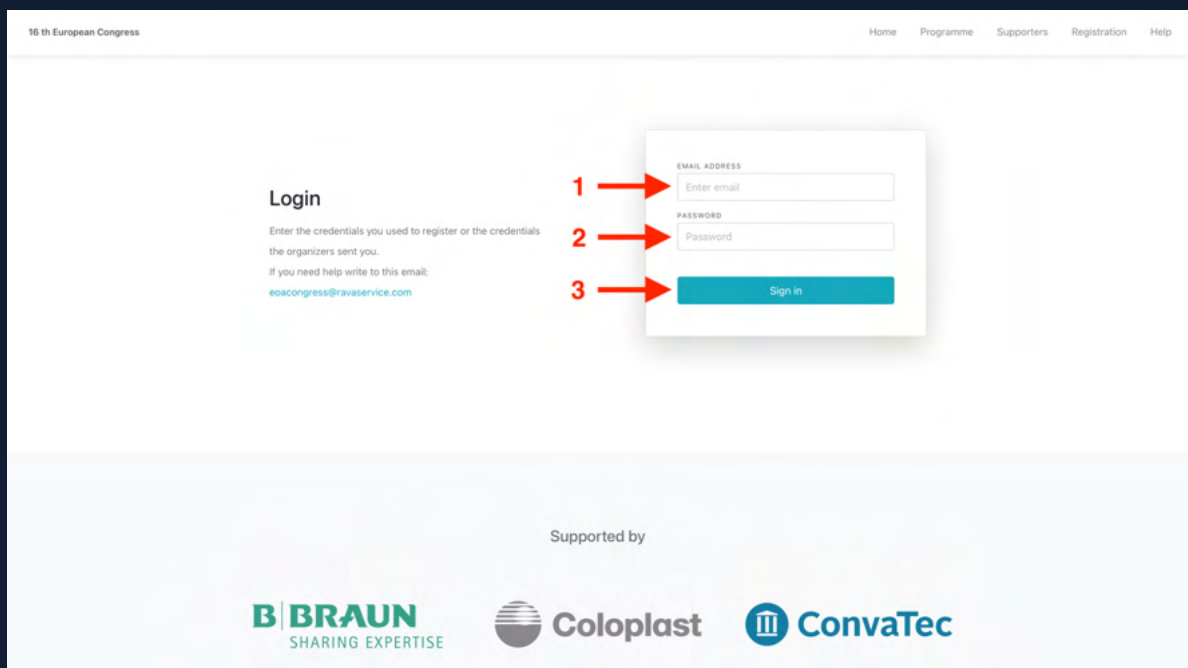 16 th European Congress
Home Programme Supporters Registration Help
Login
Enter the credentials you used to register or the credentials
the organizers sent you.
If you need help write to this email:
eoacongress@ravaservice.com
EMAIL ADDRESS
1
Enter email
PASSWORD
2
Password
3
Sign in
Supported by
B BRAUN
SHARING EXPERTISE
Coloplast
ConvaTec